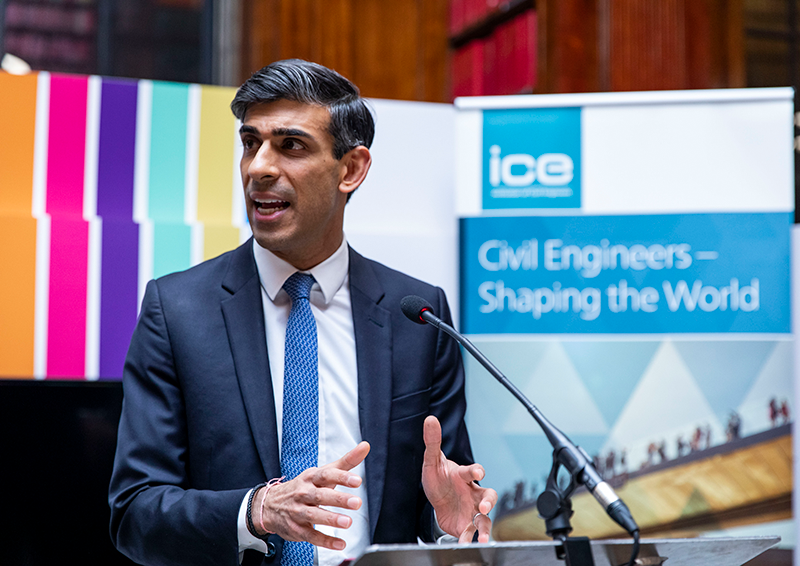 ice
Civil Engineers –
Shaping the World